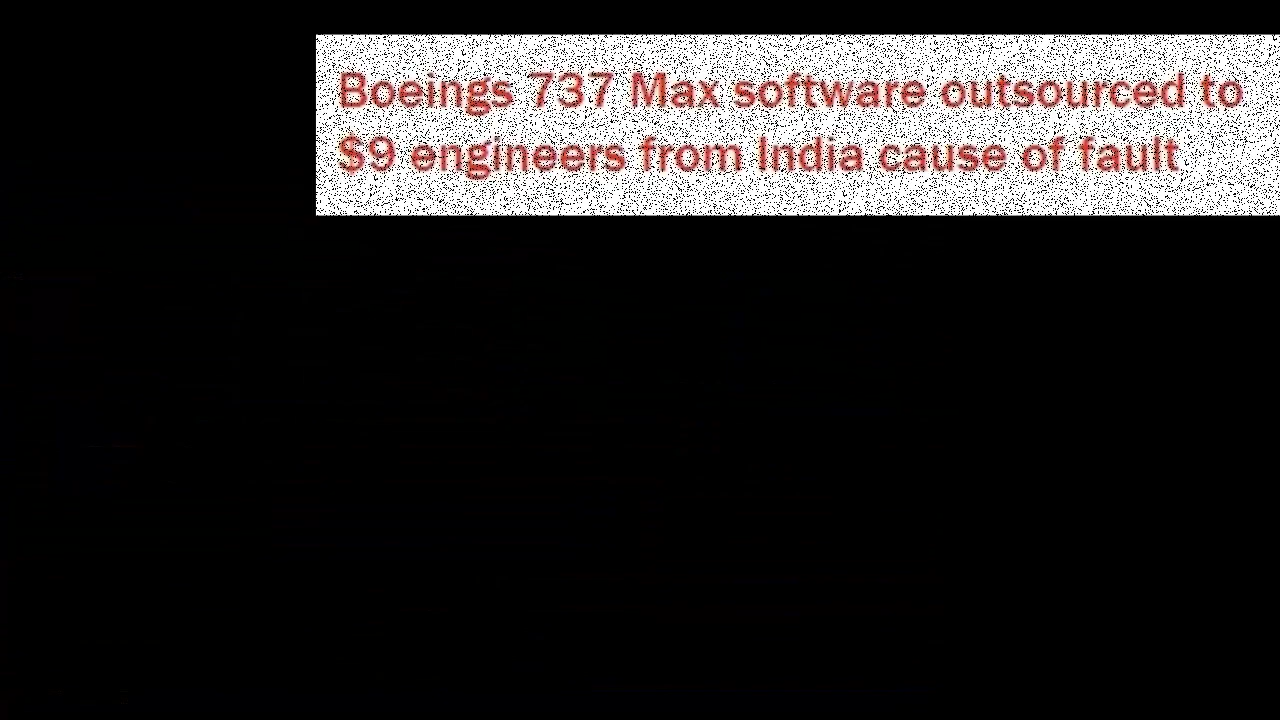 Boeings 737 Max software outsourced to
$9 engineers from India cause of fault